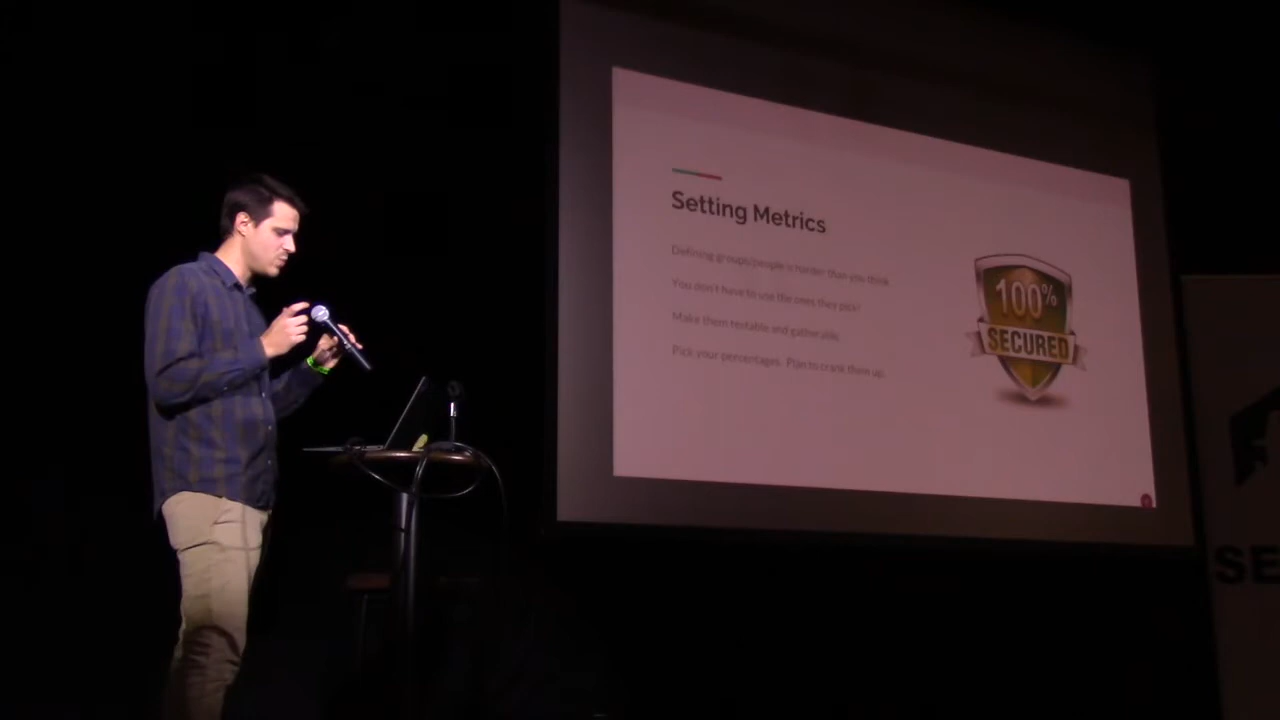 Setting Metrics
Defining groups/people is harder than you think
You don't have to use the ones they pick!
Make them testable and gatherable.
Pick your percentages. Plan to crank them up.
100%
SECURED
SE